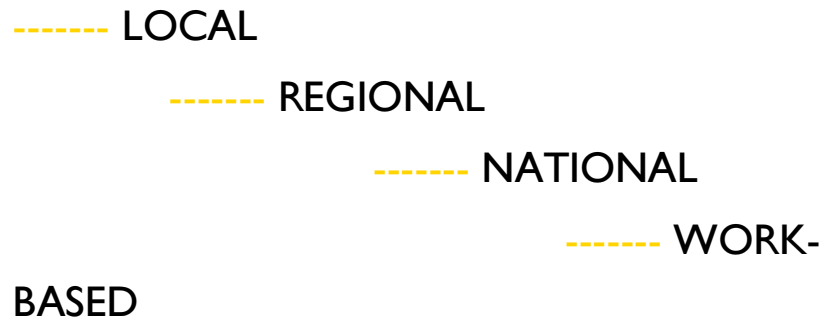 ------- LOCAL
------- REGIONAL
------- NATIONAL
------- WORK-
BASED